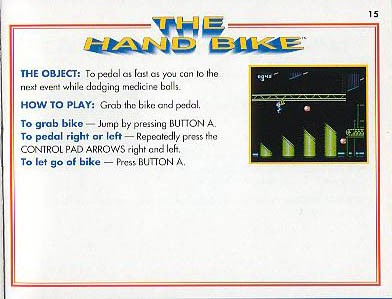 15
THE
HAND BIKE™
THE OBJECT: To pedal as fast as you can to the
next event while dodging medicine balls.
HOW TO PLAY: Grab the bike and pedal.
To grab bike — Jump by pressing BUTTON A.
To pedal right or left — Repeatedly press the
CONTROL PAD ARROWS right and left.
To let go of bike — Press BUTTON A.